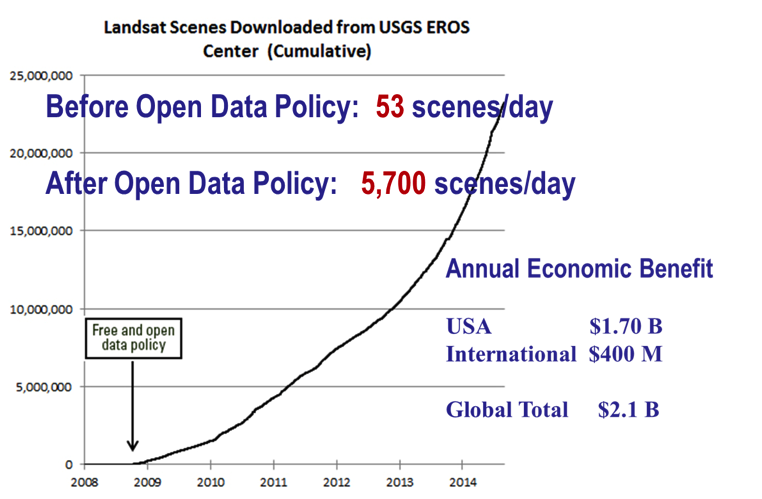 Landsat Scenes Downloaded from USGS EROS
Center (Cumulative)
25,000,000
Before Open Data Policy: 53 scenes/day
20,000,000
After Open Data Policy: 5,700 scenes/day
15,000,000
Annual Economic Benefit
10,000,000
Free and open
data policy
USA $1.70 B
International $400 M
5,000,000
Global Total $2.1 B
0
2008 2009 2010 2011 2012 2013 2014